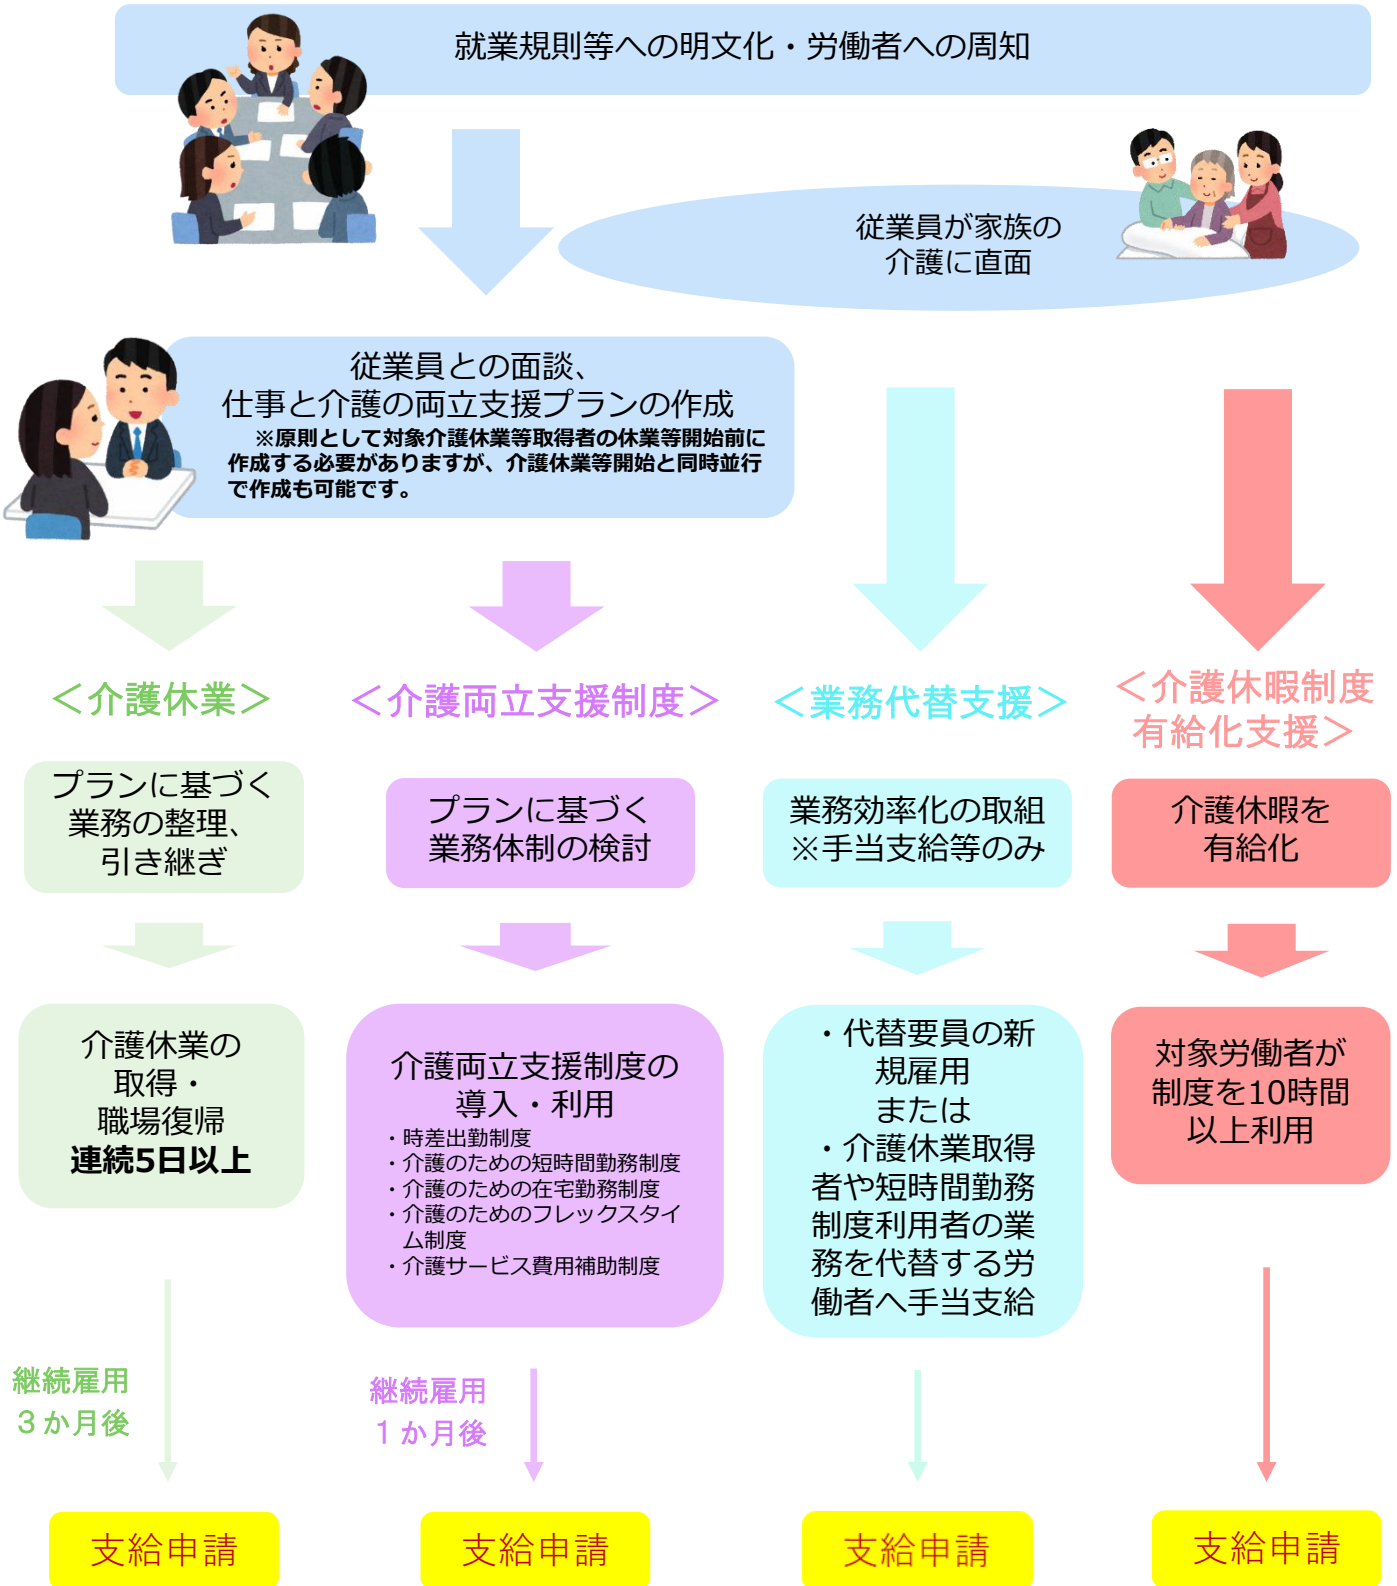 就業規則等への明文化・労働者への周知
従業員が家族の
介護に直面
従業員との面談、
仕事と介護の両立支援プランの作成
※原則として対象介護休業等取得者の休業等開始前に
作成する必要がありますが、介護休業等開始と同時並行
で作成も可能です。
＜介護休業＞
プランに基づく
業務の整理、
引き継ぎ
介護休業の
取得・
職場復帰
連続5日以上
継続雇用
３か月後
支給申請
＜介護両立支援制度＞
プランに基づく
業務体制の検討
介護両立支援制度の
導入・利用
・時差出勤制度
・介護のための短時間勤務制度
・介護のための在宅勤務制度
・介護のためのフレックスタイ
ム制度
・介護サービス費用補助制度
継続雇用
１か月後
支給申請
＜業務代替支援＞
業務効率化の取組
※手当支給等のみ
・代替要員の新
規雇用
または
・介護休業取得
者や短時間勤務
制度利用者の業
務を代替する労
働者へ手当支給
支給申請
＜介護休暇制度
有給化支援＞
介護休暇を
有給化
対象労働者が
制度を10時間
以上利用
支給申請